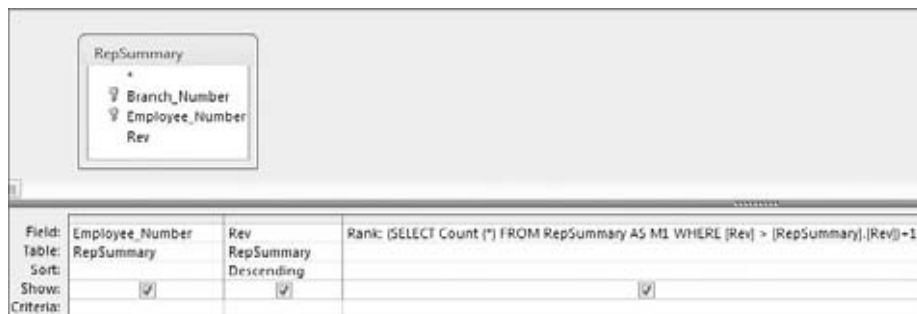 RepSummary
*
Branch_Number
Employee_Number
Rev
Field: Employee_Number Rev Rank: (SELECT Count (*) FROM RepSummary AS M1 WHERE [Rev] > [RepSummary].[Rev])+1
Table: RepSummary RepSummary
Sort: Descending
Show:
Criteria: